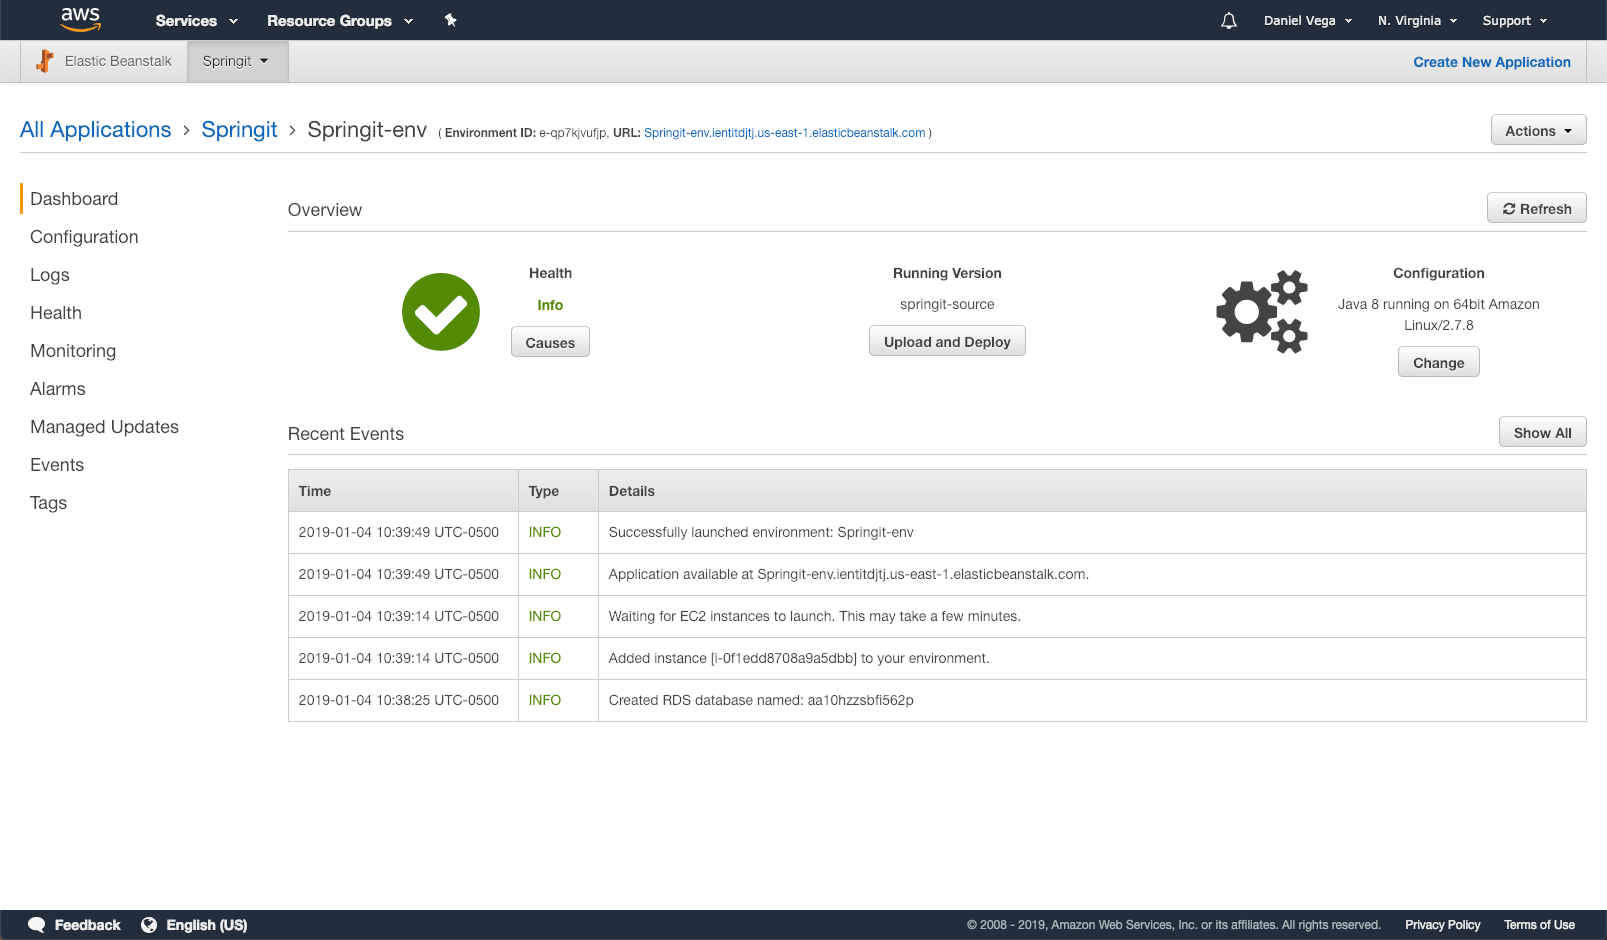 aws Services Resource Groups Daniel Vega N. Virginia Support
Elastic Beanstalk Springit Create New Application
All Applications › Springit › Springit-env ( Environment ID: e-qp7kjvufjp, URL: Springit-env.ientitdjtj.us-east-1.elasticbeanstalk.com ) Actions
Dashboard
Configuration
Logs
Health
Monitoring
Alarms
Managed Updates
Events
Tags
Overview Refresh
Health
Info
Causes
Running Version
springit-source
Upload and Deploy
Configuration
Java 8 running on 64bit Amazon
Linux/2.7.8
Change
Recent Events Show All
Time Type Details
2019-01-04 10:39:49 UTC-0500 INFO Successfully launched environment: Springit-env
2019-01-04 10:39:49 UTC-0500 INFO Application available at Springit-env.ientitdjtj.us-east-1.elasticbeanstalk.com.
2019-01-04 10:39:14 UTC-0500 INFO Waiting for EC2 instances to launch. This may take a few minutes.
2019-01-04 10:39:14 UTC-0500 INFO Added instance [i-0f1edd8708a9a5dbb] to your environment.
2019-01-04 10:38:25 UTC-0500 INFO Created RDS database named: aa10hzzsbfi562p
Feedback English (US) © 2008 - 2019, Amazon Web Services, Inc. or its affiliates. All rights reserved. Privacy Policy Terms of Use